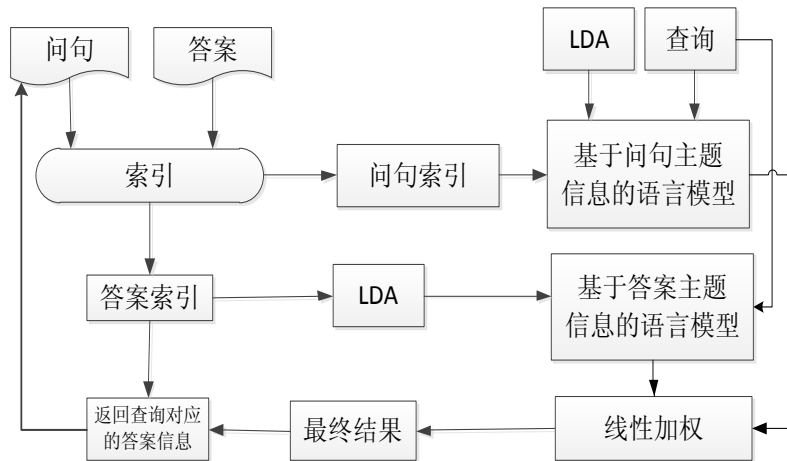 问句
答案
LDA
查询
索引
问句索引
基于问句主题
信息的语言模型
答案索引
LDA
基于答案主题
信息的语言模型
返回查询对应
的答案信息
最终结果
线性加权